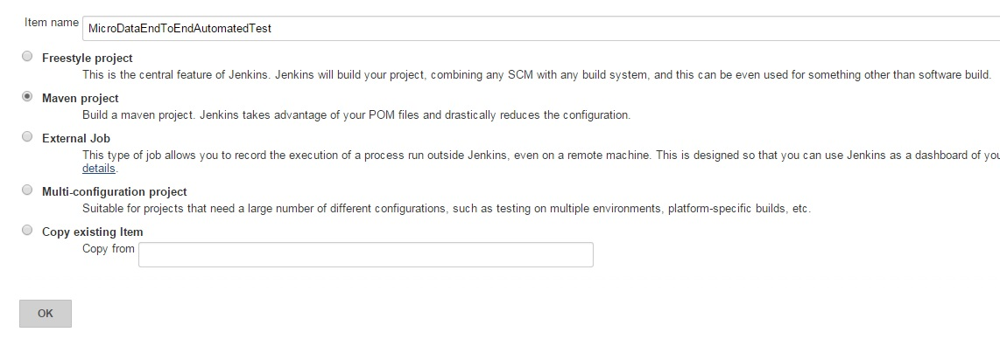 Item name MicroDataEndToEndAutomatedTest
Freestyle project
This is the central feature of Jenkins. Jenkins will build your project, combining any SCM with any build system, and this can be even used for something other than software build.
Maven project
Build a maven project. Jenkins takes advantage of your POM files and drastically reduces the configuration.
External Job
This type of job allows you to record the execution of a process run outside Jenkins, even on a remote machine. This is designed so that you can use Jenkins as a dashboard of you
details.
Multi-configuration project
Suitable for projects that need a large number of different configurations, such as testing on multiple environments, platform-specific builds, etc.
Copy existing Item
Copy from
OK